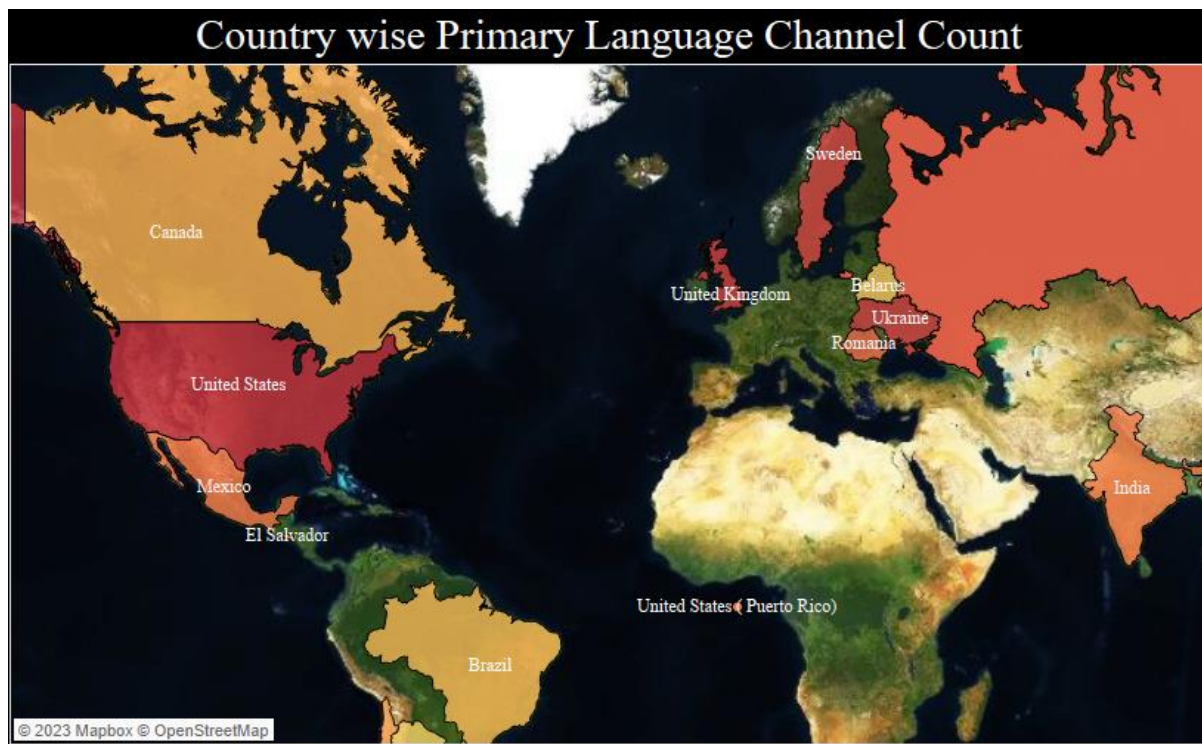 Country wise Primary Language Channel Count
Sweden
Canada
Belarus
United Kingdom
Ukraine
Romania
United States
Mexico
India
El Salvador
United States ( Puerto Rico)
Brazil
© 2023 Mapbox © OpenStreetMap